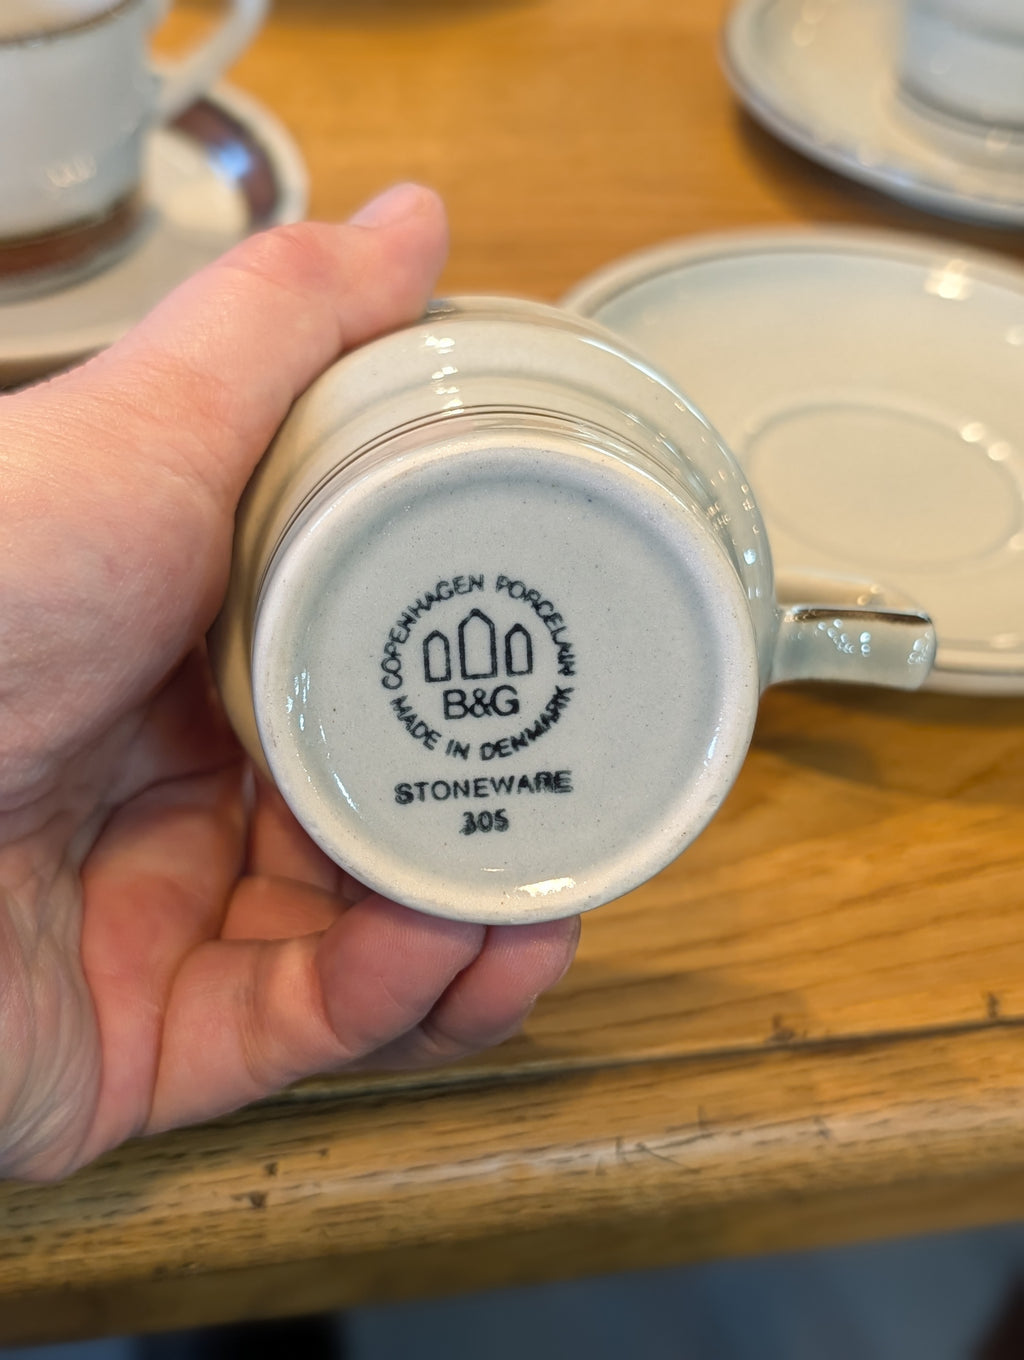 COPENHAGEN PORCELAIN
B&G
MADE IN DENMARK
STONEWARE
305